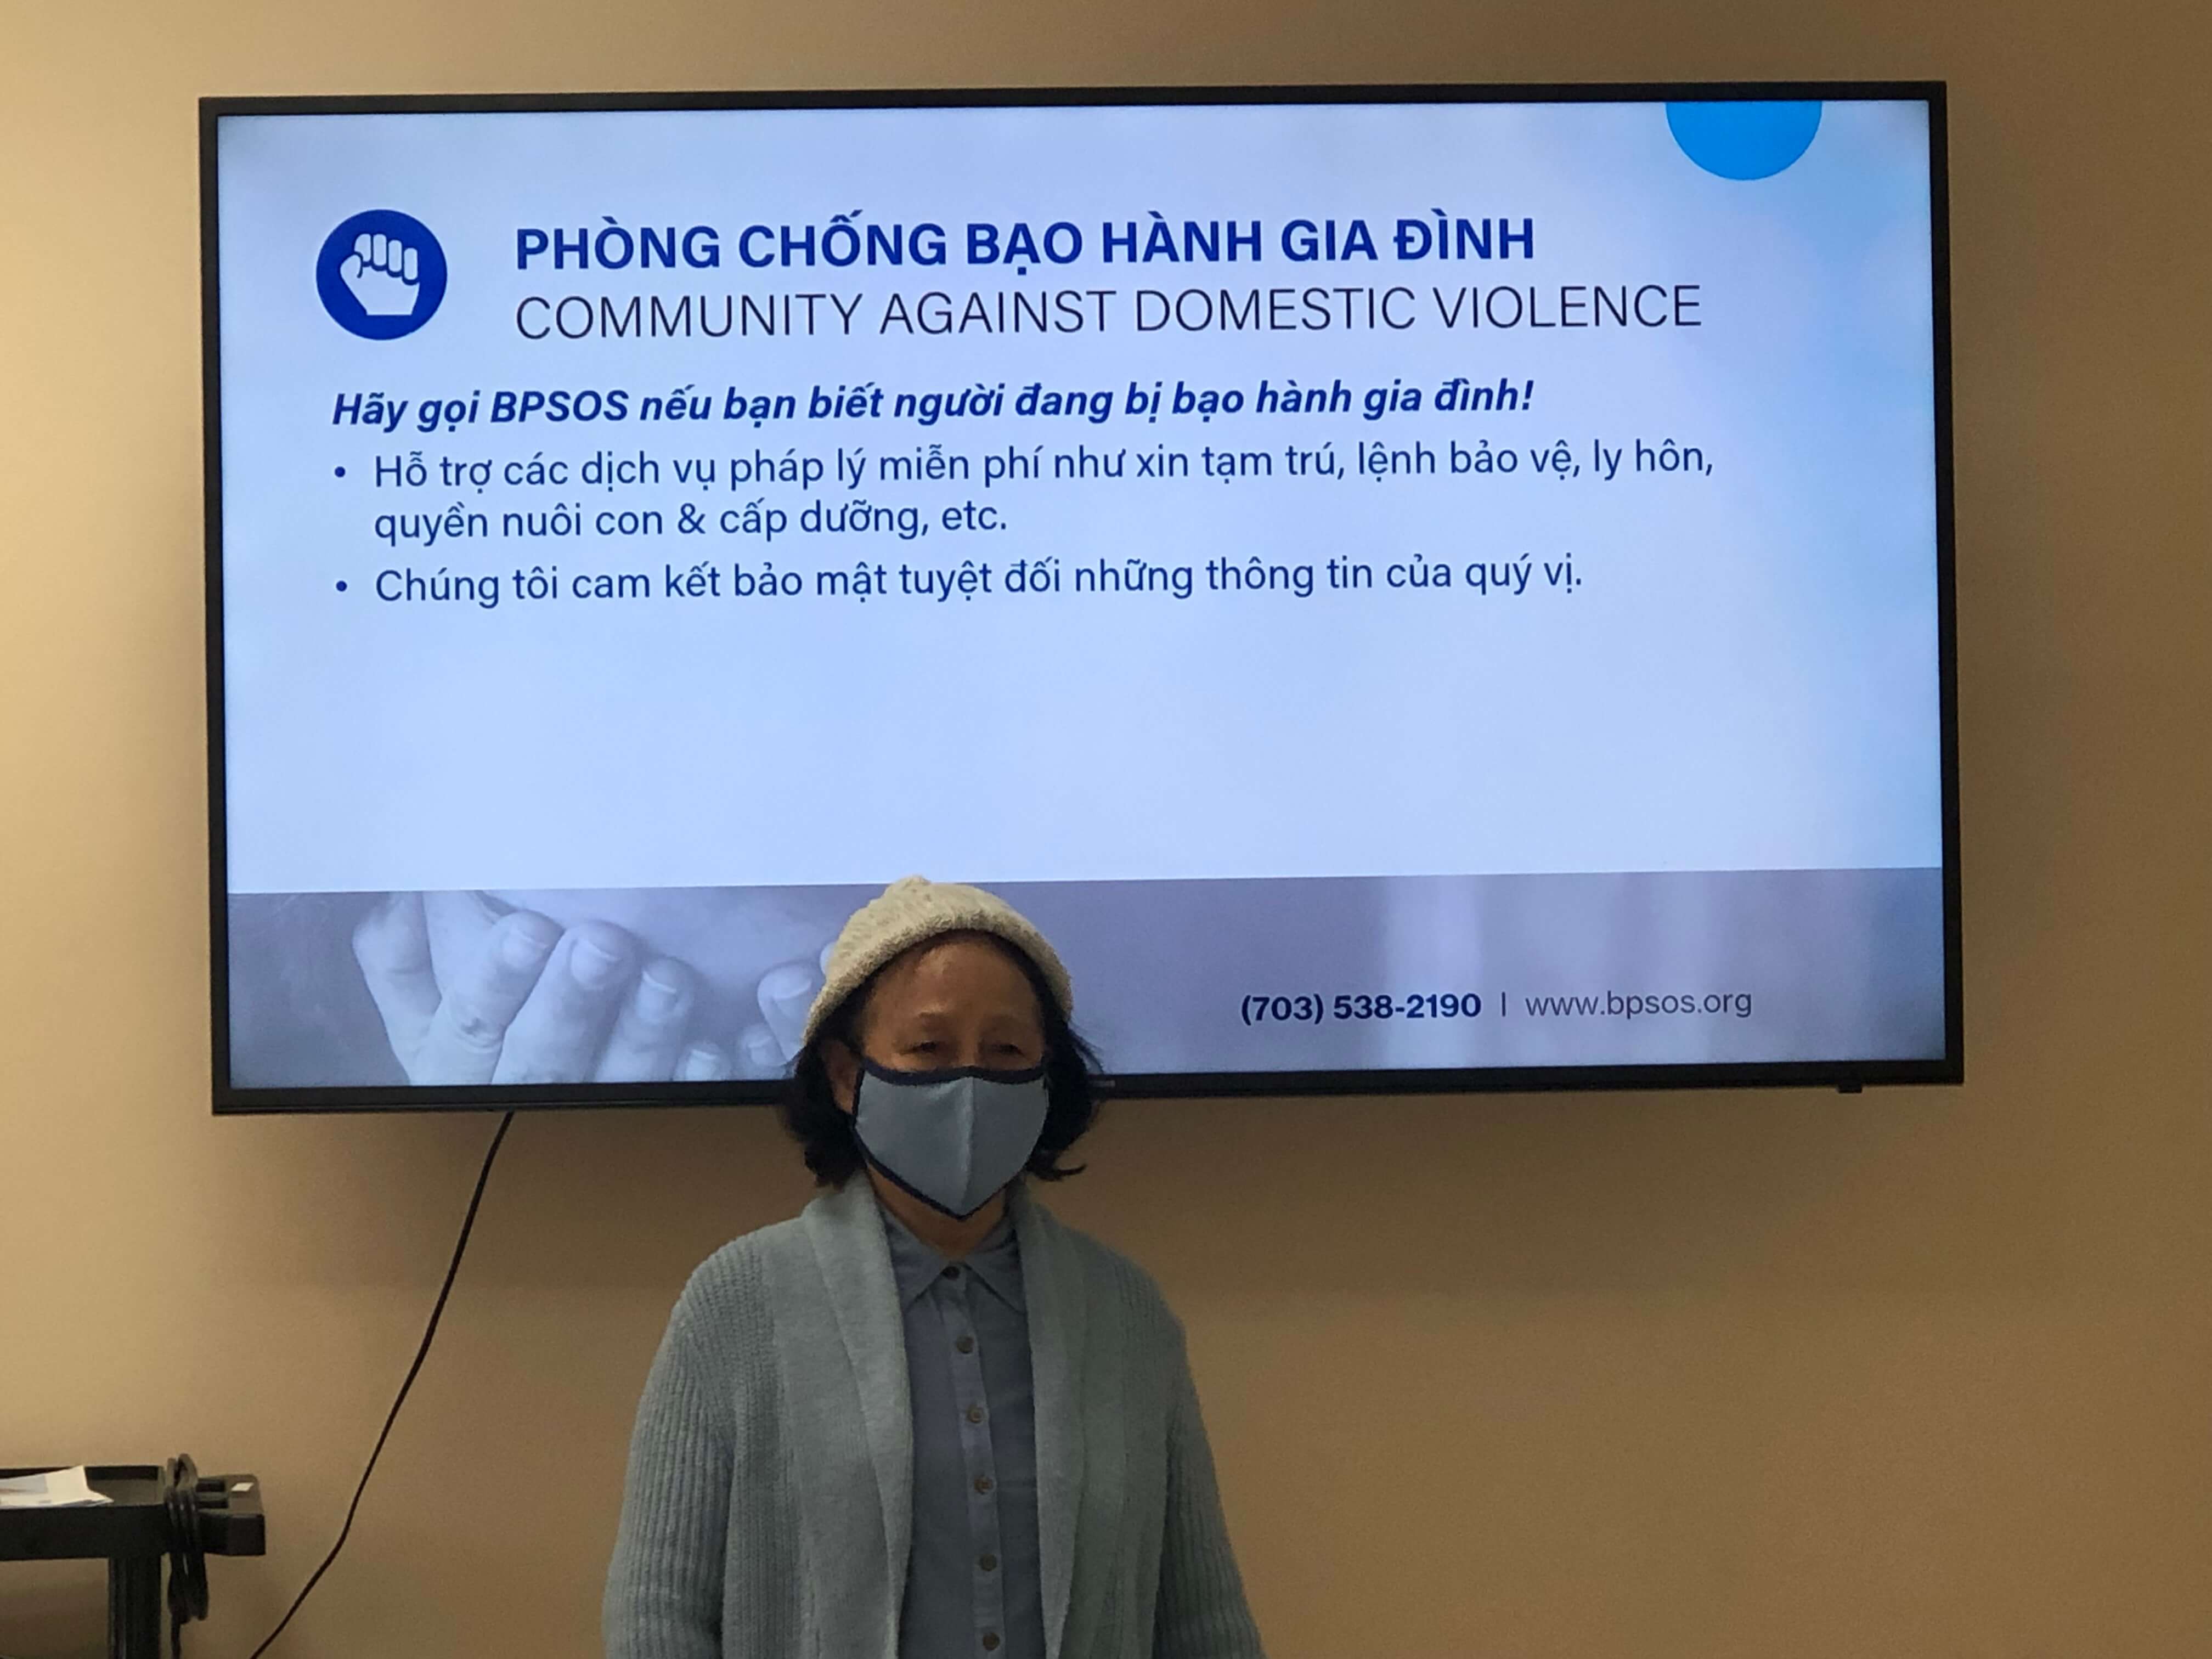 PHÒNG CHỐNG BẠO HÀNH GIA ĐÌNH
COMMUNITY AGAINST DOMESTIC VIOLENCE
Hãy gọi BPSOS nếu bạn biết người đang bị bạo hành gia đình!
• Hỗ trợ các dịch vụ pháp lý miễn phí như xin tạm trú, lệnh bảo vệ, ly hôn,
quyền nuôi con & cấp dưỡng, etc.
• Chúng tôi cam kết bảo mật tuyệt đối những thông tin của quý vị.
(703) 538-2190 | www.bpsos.org